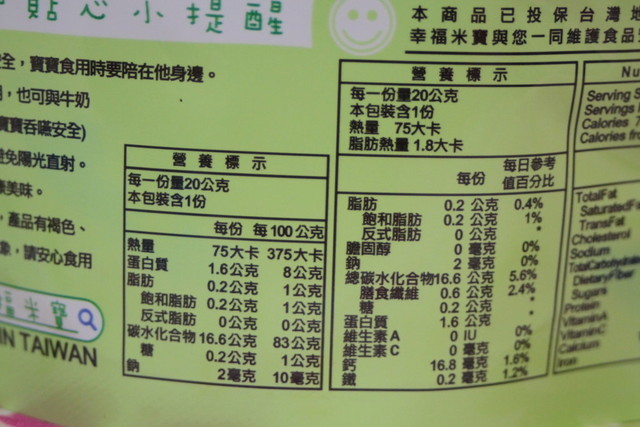 貼心小提醒
全，寶寶食用時要陪在他身邊。
，也可與牛奶
寶寶吞嚥安全)
避免陽光直射。
美味。
，產品有褐色、
象，請安心食用
福米寶
IN TAIWAN
營養標示
每一份量20公克
本包裝含1份
每份 每100公克
熱量 75大卡 375大卡
蛋白質 1.6公克 8公克
脂肪 0.2公克 1公克
飽和脂肪 0.2公克 1公克
反式脂肪 0公克 0公克
碳水化合物 16.6公克 83公克
糖 0.2公克 1公克
鈉 2毫克 10毫克
本商品已投保台灣
幸福米寶與您一同維護食品
營養標示
每一份量20公克
本包裝含1份
熱量 75大卡
脂肪熱量 1.8大卡
每份 每日參考值百分比
脂肪 0.2 公克 0.4%
飽和脂肪 0.2 公克 1%
反式脂肪 0 公克 *
膽固醇 0 毫克 0%
鈉 2 毫克 0%
總碳水化合物 16.6 公克 5.6%
膳食纖維 0.6 公克 2.4%
糖 0.2 公克 *
蛋白質 1.6 公克 *
維生素A 0 IU 0%
維生素C 0 毫克 0%
鈣 16.8 毫克 1.6%
鐵 0.2 毫克 1.2%
Nu
Serving S
Servings
Calories 7
Calories
TotalFat
SaturatedFa
TransFat
Cholesterol
Sodium
TotalCarbohydrate
DietaryFiber
Sugars
Protein
VitaminA
VitaminC
Calcium
Iron